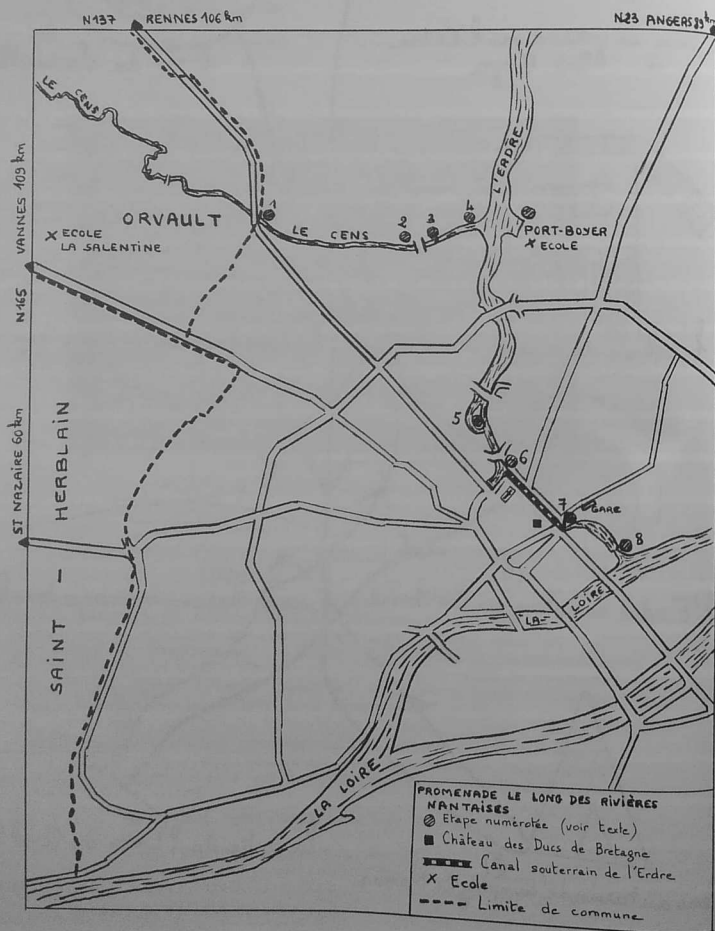 N137 RENNES 106 km
N23 ANGERS 89 km
LE CENS
L'ERDRE
VANNES 109 km
N165
ORVAULT
1
LE CENS
2
3
4
PORT-BOYER
X ECOLE
X ECOLE
LA SALENTINE
ST NAZAIRE 60 km
SAINT - HERBLAIN
5
6
7
GARE
8
LA LOIRE
LA LOIRE
PROMENADE LE LONG DES RIVIÈRES
NANTAISES
Etape numérotée (voir texte)
Château des Ducs de Bretagne
Canal souterrain de l'Erdre
X Ecole
Limite de commune